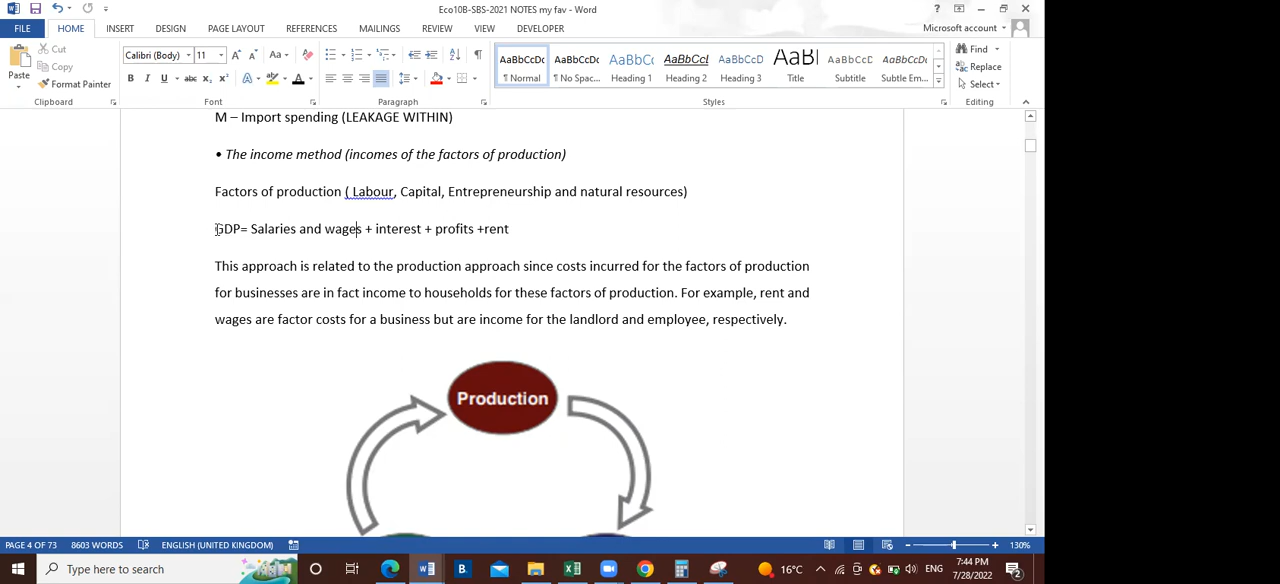 Eco10B-SBS-2021 NOTES my fav - Word
FILE HOME INSERT DESIGN PAGE LAYOUT REFERENCES MAILINGS REVIEW VIEW DEVELOPER Microsoft account
Paste Cut Copy Format Painter
Calibri (Body) 11
AaBbCcDc AaBbCcDc AaBbCc AaBbCcI AaBbCcI AaBI AaBbCcD AaBbCcDc
¶ Normal ¶ No Spac... Heading 1 Heading 2 Heading 3 Title Subtitle Subtle Em...
Find Replace Select
Clipboard Font Paragraph Styles Editing
M – Import spending (LEAKAGE WITHIN)
• The income method (incomes of the factors of production)
Factors of production ( Labour, Capital, Entrepreneurship and natural resources)
GDP= Salaries and wages + interest + profits +rent
This approach is related to the production approach since costs incurred for the factors of production
for businesses are in fact income to households for these factors of production. For example, rent and
wages are factor costs for a business but are income for the landlord and employee, respectively.
Production
PAGE 4 OF 73 8603 WORDS ENGLISH (UNITED KINGDOM) 130%
Type here to search 16°C ENG 7:44 PM
7/28/2022